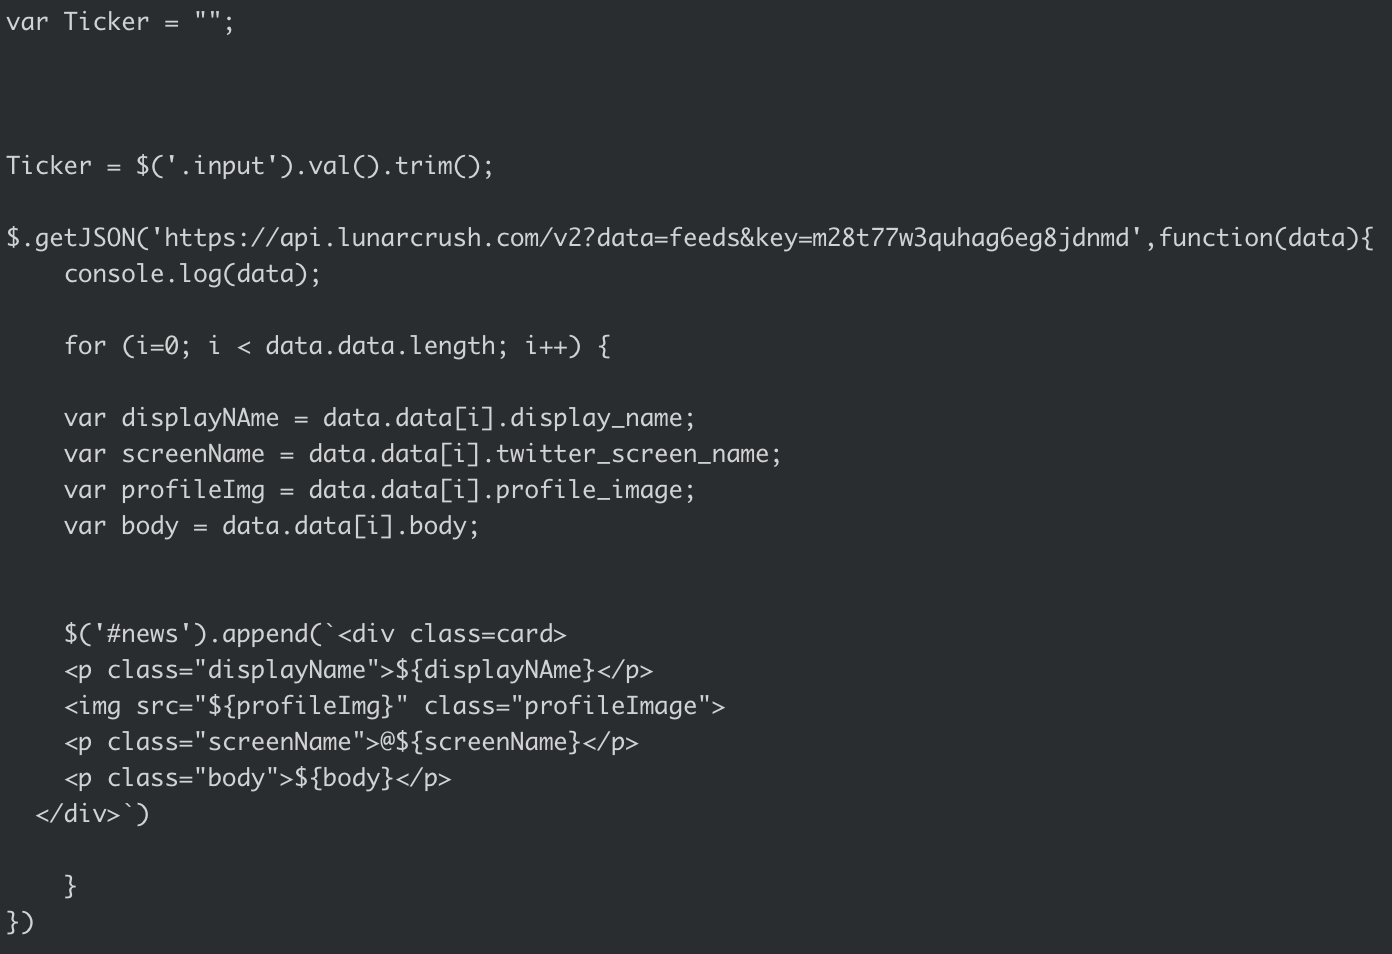 var Ticker = "";
Ticker = $('.input').val().trim();
$.getJSON('https://api.lunarcrush.com/v2?data=feeds&key=m28t77w3quhag6eg8jdnmd',function(data){
    console.log(data);
    for (i=0; i < data.data.length; i++) {
    var displayNAme = data.data[i].display_name;
    var screenName = data.data[i].twitter_screen_name;
    var profileImg = data.data[i].profile_image;
    var body = data.data[i].body;
    $('#news').append(`<div class=card>
    <p class="displayName">${displayNAme}</p>
    <img src="${profileImg}" class="profileImage">
    <p class="screenName">@${screenName}</p>
    <p class="body">${body}</p>
  </div>`)
    }
})